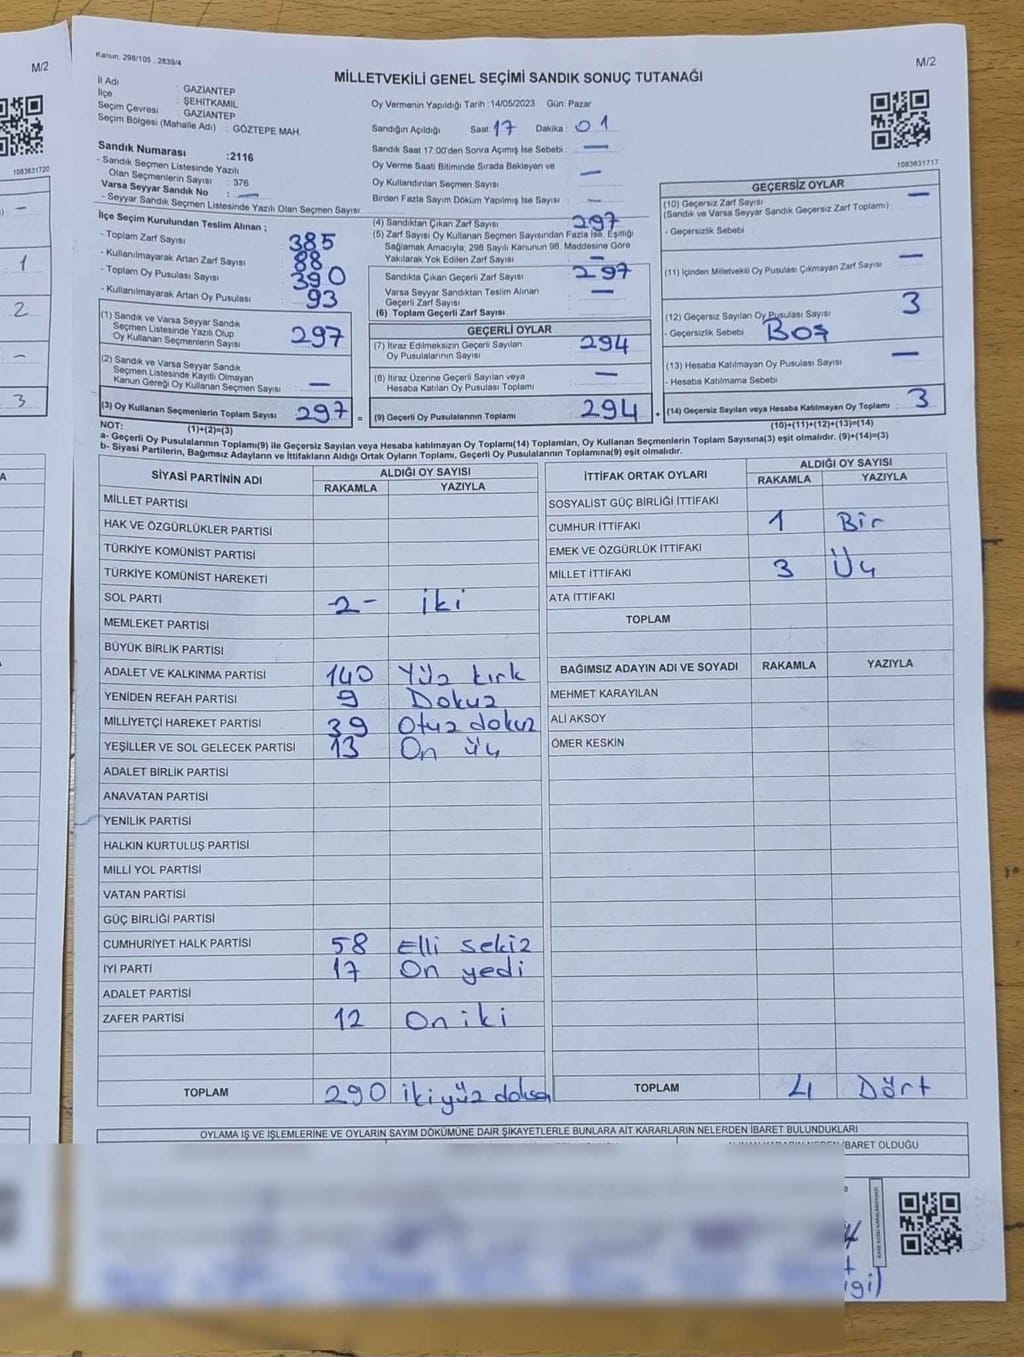 M/2
1083631720
1
2
3
Kanun: 298/105 , 2839/4
MİLLETVEKİLİ GENEL SEÇİMİ SANDIK SONUÇ TUTANAĞI
M/2
İl Adı : GAZİANTEP
İlçe : ŞEHİTKAMİL
Seçim Çevresi : GAZİANTEP
Seçim Bölgesi (Mahalle Adı) : GÖZTEPE MAH.
Sandık Numarası :2116
- Sandık Seçmen Listesinde Yazılı
Olan Seçmenlerin Sayısı : 376
Varsa Seyyar Sandık No : —
- Seyyar Sandık Seçmen Listesinde Yazılı Olan Seçmen Sayısı:
Oy Vermenin Yapıldığı Tarih :14/05/2023 Gün: Pazar
Sandığın Açıldığı Saat: 17 Dakika: 01
Sandık Saat 17:00'den Sonra Açımış İse Sebebi : —
Oy Verme Saati Bitiminde Sırada Bekleyen ve
Oy Kullandırılan Seçmen Sayısı —
Birden Fazla Sayım Döküm Yapılmış İse Sayısı : —
1083631717
İlçe Seçim Kurulundan Teslim Alınan ;
- Toplam Zarf Sayısı 385
- Kullanılmayarak Artan Zarf Sayısı 88
- Toplam Oy Pusulası Sayısı 390
- Kullanılmayarak Artan Oy Pusulası 93
(1) Sandık ve Varsa Seyyar Sandık
Seçmen Listesinde Yazılı Olup
Oy Kullanan Seçmenlerin Sayısı 297
(2) Sandık ve Varsa Seyyar Sandık
Seçmen Listesinde Kayıtlı Olmayan
Kanun Gereği Oy Kullanan Seçmen Sayısı —
(3) Oy Kullanan Seçmenlerin Toplam Sayısı 297 =
(1)+(2)=(3)
(4) Sandıktan Çıkan Zarf Sayısı 297
(5) Zarf Sayısı Oy Kullanan Seçmen Sayısından Fazla İse, Eşitliği
Sağlamak Amacıyla; 298 Sayılı Kanunun 98. Maddesine Göre
Yakılarak Yok Edilen Zarf Sayısı —
Sandıkta Çıkan Geçerli Zarf Sayısı 297
Varsa Seyyar Sandıktan Teslim Alınan
Geçerli Zarf Sayısı —
(6) Toplam Geçerli Zarf Sayısı
GEÇERLİ OYLAR
(7) İtiraz Edilmeksizin Geçerli Sayılan
Oy Pusulalarının Sayısı 294
(8) İtiraz Üzerine Geçerli Sayılan veya
Hesaba Katılan Oy Pusulası Toplamı —
(9) Geçerli Oy Pusulalarının Toplamı 294 +
GEÇERSİZ OYLAR
(10) Geçersiz Zarf Sayısı —
(Sandık ve Varsa Seyyar Sandık Geçersiz Zarf Toplamı)
- Geçersizlik Sebebi
(11) İçinden Milletvekili Oy Pusulası Çıkmayan Zarf Sayısı —
(12) Geçersiz Sayılan Oy Pusulası Sayısı 3
- Geçersizlik Sebebi : Boş
(13) Hesaba Katılmayan Oy Pusulası Sayısı —
- Hesaba Katılmama Sebebi
(14) Geçersiz Sayılan veya Hesaba Katılmayan Oy Toplamı 3
(10)+(11)+(12)+(13)=(14)
NOT:
a- Geçerli Oy Pusulalarının Toplamı(9) ile Geçersiz Sayılan veya Hesaba katılmayan Oy Toplamı(14) Toplamları, Oy Kullanan Seçmenlerin Toplam Sayısına(3) eşit olmalıdır. (9)+(14)=(3)
b- Siyasi Partilerin, Bağımsız Adayların ve İttifakların Aldığı Ortak Oyların Toplamı, Geçerli Oy Pusulalarının Toplamına(9) eşit olmalıdır.
SİYASİ PARTİNİN ADI
ALDIĞI OY SAYISI
RAKAMLA YAZIYLA
MİLLET PARTİSİ
HAK VE ÖZGÜRLÜKLER PARTİSİ
TÜRKİYE KOMÜNİST PARTİSİ
TÜRKİYE KOMÜNİST HAREKETİ
SOL PARTİ -2- iki
MEMLEKET PARTİSİ
BÜYÜK BİRLİK PARTİSİ
ADALET VE KALKINMA PARTİSİ 140 Yüz kırk
YENİDEN REFAH PARTİSİ 9 Dokuz
MİLLİYETÇİ HAREKET PARTİSİ 39 Otuz dokuz
YEŞİLLER VE SOL GELECEK PARTİSİ 13 On üç
ADALET BİRLİK PARTİSİ
ANAVATAN PARTİSİ
YENİLİK PARTİSİ
HALKIN KURTULUŞ PARTİSİ
MİLLİ YOL PARTİSİ
VATAN PARTİSİ
GÜÇ BİRLİĞİ PARTİSİ
CUMHURİYET HALK PARTİSİ 58 Elli sekiz
İYİ PARTİ 17 On yedi
ADALET PARTİSİ
ZAFER PARTİSİ 12 On iki
TOPLAM 290 ikiyüz doksan
İTTİFAK ORTAK OYLARI
ALDIĞI OY SAYISI
RAKAMLA YAZIYLA
SOSYALİST GÜÇ BİRLİĞİ İTTİFAKI
CUMHUR İTTİFAKI 1 Bir
EMEK VE ÖZGÜRLÜK İTTİFAKI
MİLLET İTTİFAKI 3 Üç
ATA İTTİFAKI
TOPLAM
BAĞIMSIZ ADAYIN ADI VE SOYADI RAKAMLA YAZIYLA
MEHMET KARAYILAN
ALİ AKSOY
ÖMER KESKİN
TOPLAM 4 Dört
OYLAMA İŞ VE İŞLEMLERİNE VE OYLARIN SAYIM DÖKÜMÜNE DAİR ŞİKAYETLERLE BUNLARA AİT KARARLARIN NELERDEN İBARET BULUNDUKLARI
İBARET OLDUĞU